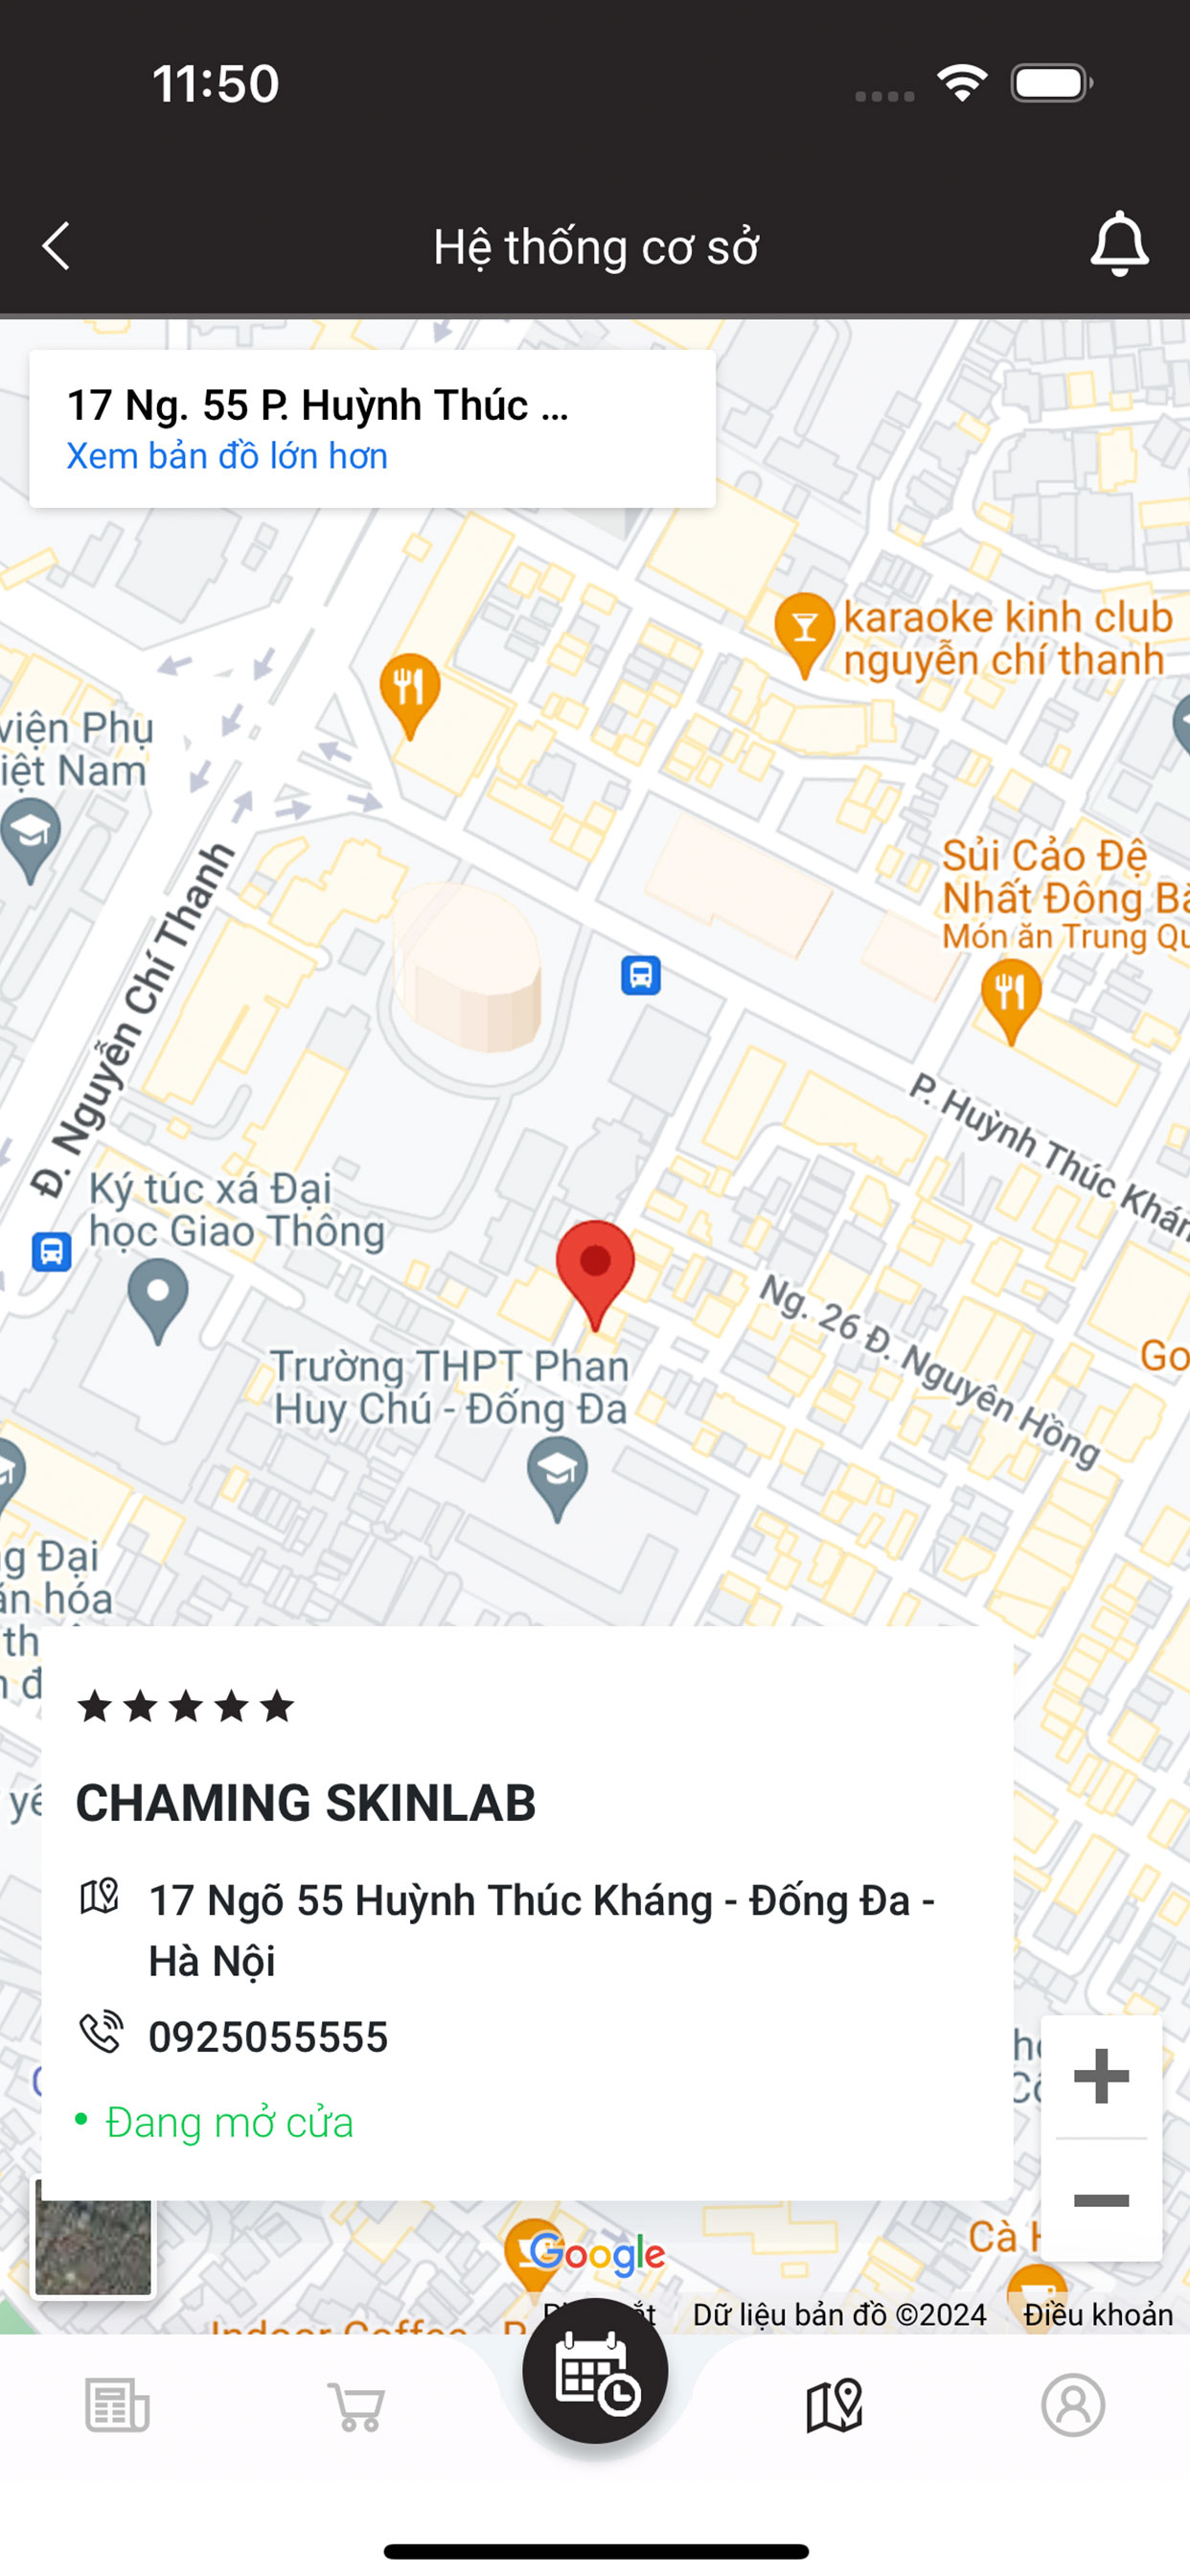 11:50
Hệ thống cơ sở
17 Ng. 55 P. Huỳnh Thúc ...
Xem bản đồ lớn hơn
karaoke kinh club
nguyễn chí thanh
viện Phụ
iệt Nam
Sủi Cảo Đệ
Nhất Đông
Món ăn Trung
Đ. Nguyễn Chí Thanh
P. Huỳnh Thúc
Ký túc xá Đại
học Giao Thông
Ng. 26 Đ. Nguyên Hồng
Go
Trường THPT Phan
Huy Chú - Đống Đa
g Đại
ăn hóa
th
CHAMING SKINLAB
17 Ngõ 55 Huỳnh Thúc Kháng - Đống Đa -
Hà Nội
0925055555
• Đang mở cửa
Google
Cà
Dữ liệu bản đồ ©2024
Điều khoản
Indoor Coffee